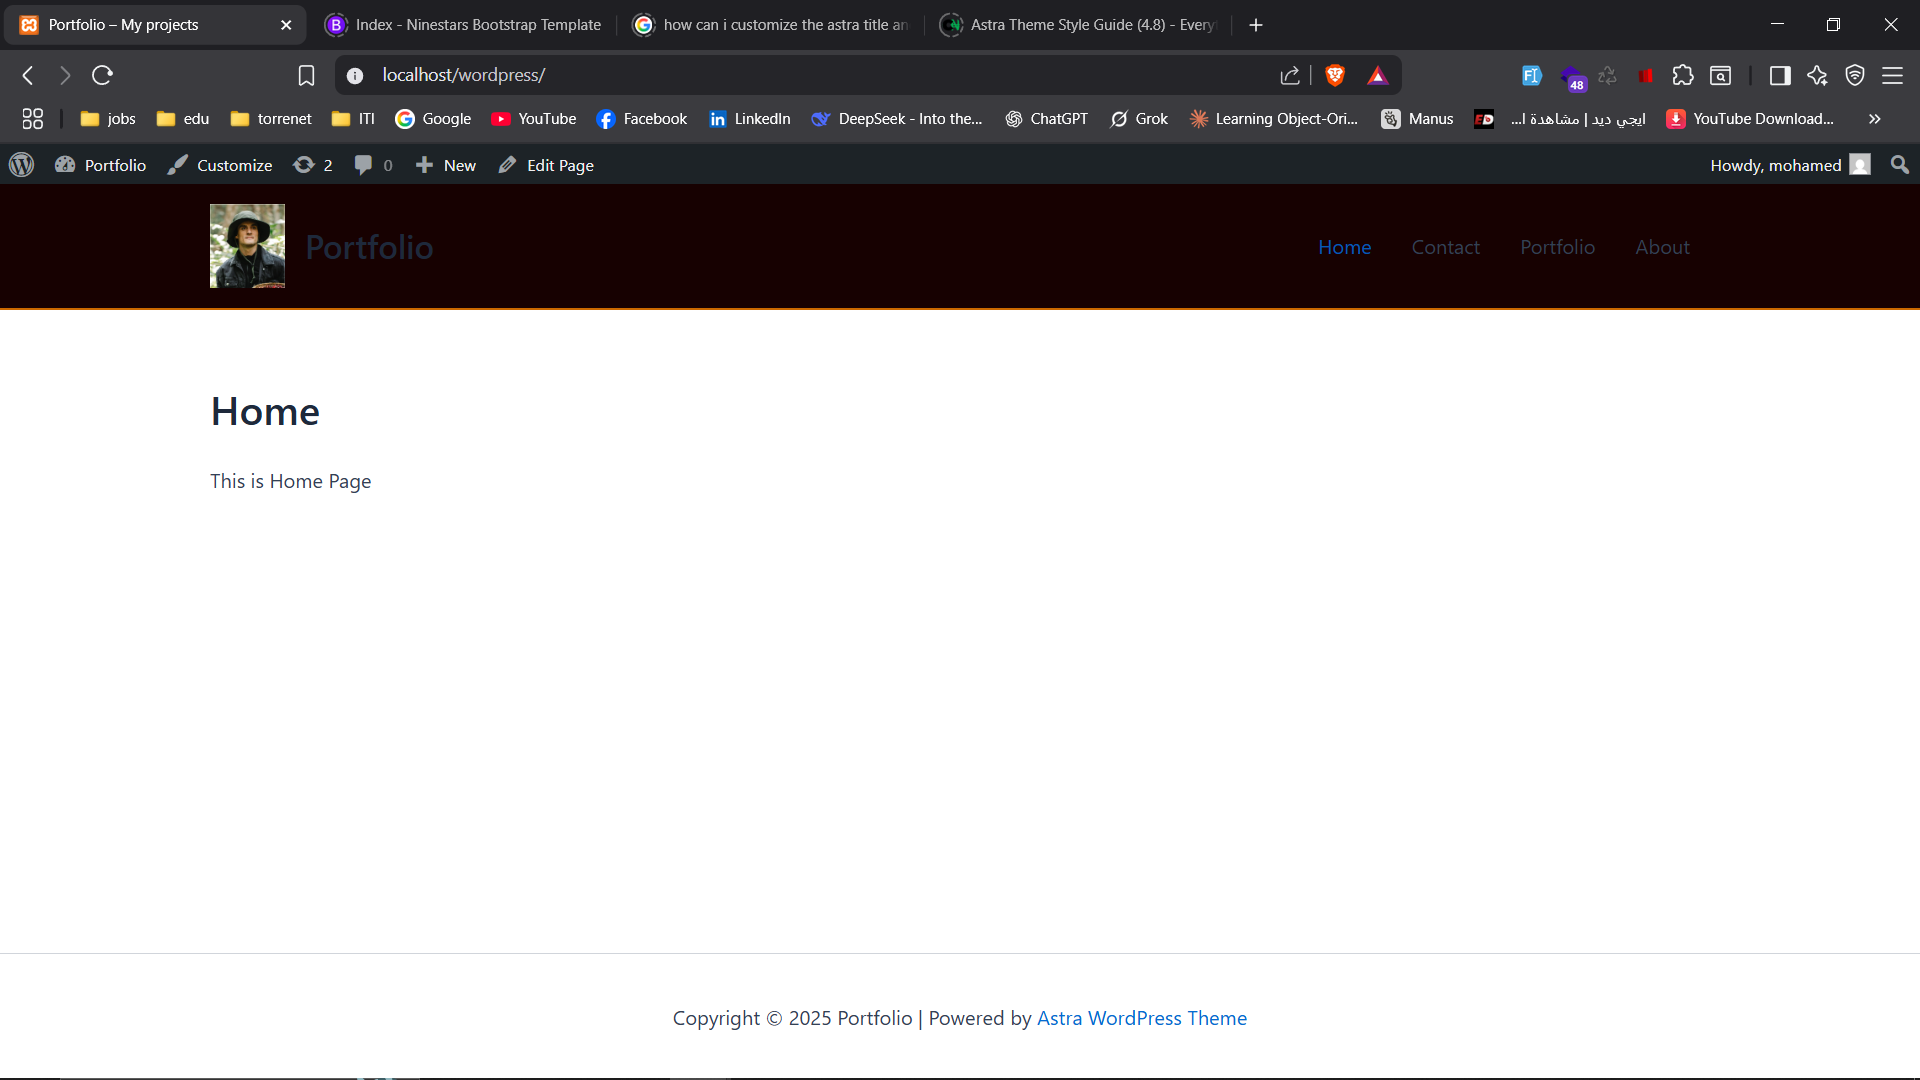 Portfolio – My projects
Index - Ninestars Bootstrap Template
how can i customize the astra title an
Astra Theme Style Guide (4.8) - Every
localhost/wordpress/
48
jobs
edu
torrenet
ITI
Google
YouTube
Facebook
LinkedIn
DeepSeek - Into the...
ChatGPT
Grok
Learning Object-Ori...
Manus
ايجي ديد | مشاهدة ا...
YouTube Download...
Portfolio
Customize
2
0
New
Edit Page
Howdy, mohamed
Portfolio
Home
Contact
Portfolio
About
Home
This is Home Page
Copyright © 2025 Portfolio | Powered by Astra WordPress Theme